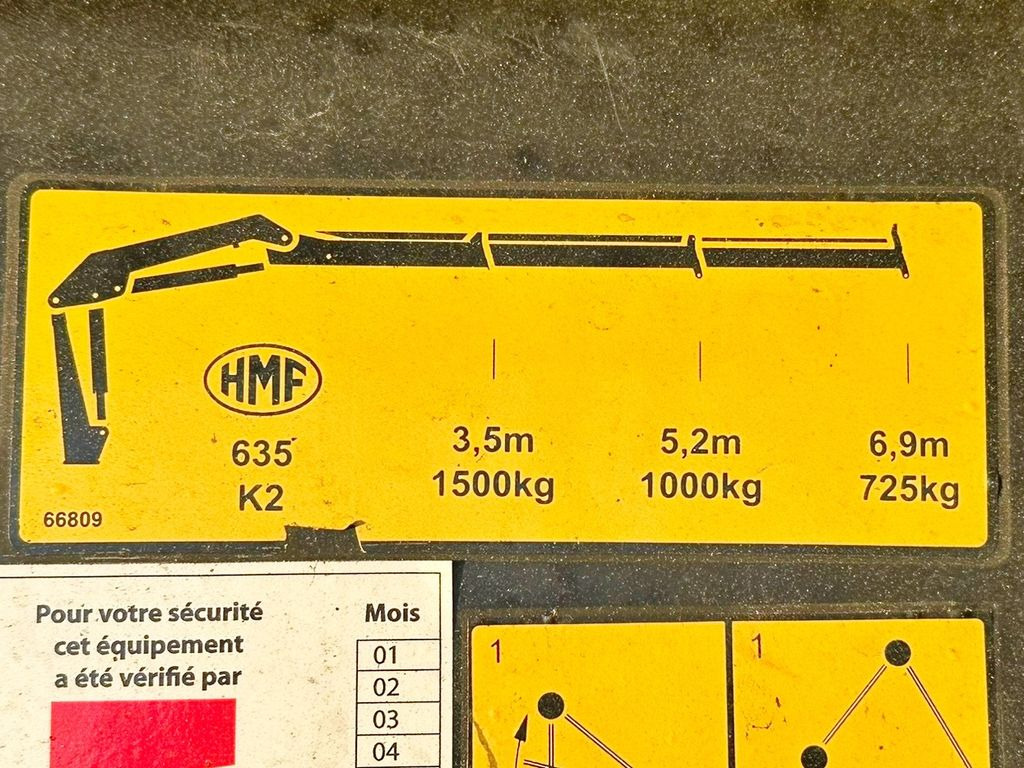 HMF
635
K2
66809
3,5m
1500kg
5,2m
1000kg
6,9m
725kg
Pour votre sécurité
cet équipement
a été vérifié par
Mois
01
02
03
04
1
1